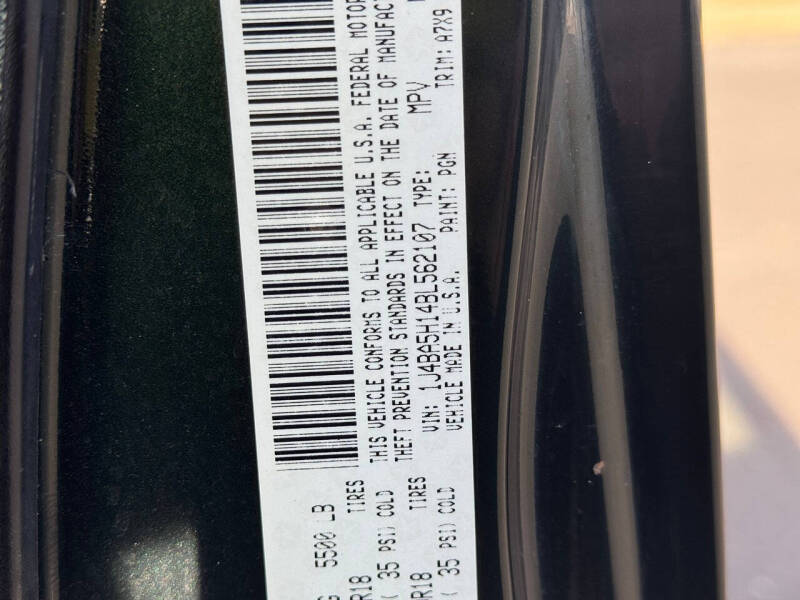 5500 LB
R18 TIRES
( 35 PSI) COLD
THIS VEHICLE CONFORMS TO ALL APPLICABLE U.S.A. FEDERAL MOTOR
THEFT PREVENTION STANDARDS IN EFFECT ON THE DATE OF MANUFAC
R18 TIRES VIN: 1J4BA5H14BL562107 TYPE: MPV
( 35 PSI) COLD VEHICLE MADE IN U.S.A. PAINT: PGM TRIM: A7X9